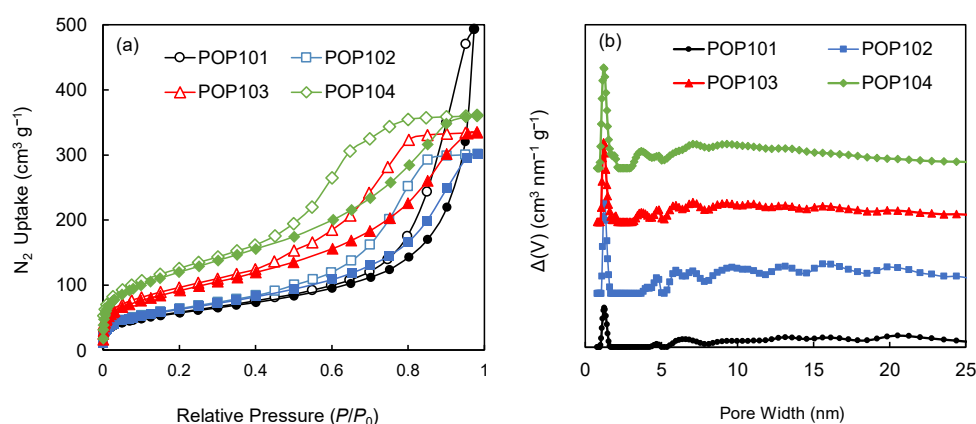 (a)
POP101
POP102
POP103
POP104
N₂ Uptake (cm³ g⁻¹)
500
400
300
200
100
0
0
0.2
0.4
0.6
0.8
1
Relative Pressure (P/P₀)
(b)
POP101
POP102
POP103
POP104
Δ(V) (cm³ nm⁻¹ g⁻¹)
0
5
10
15
20
25
Pore Width (nm)